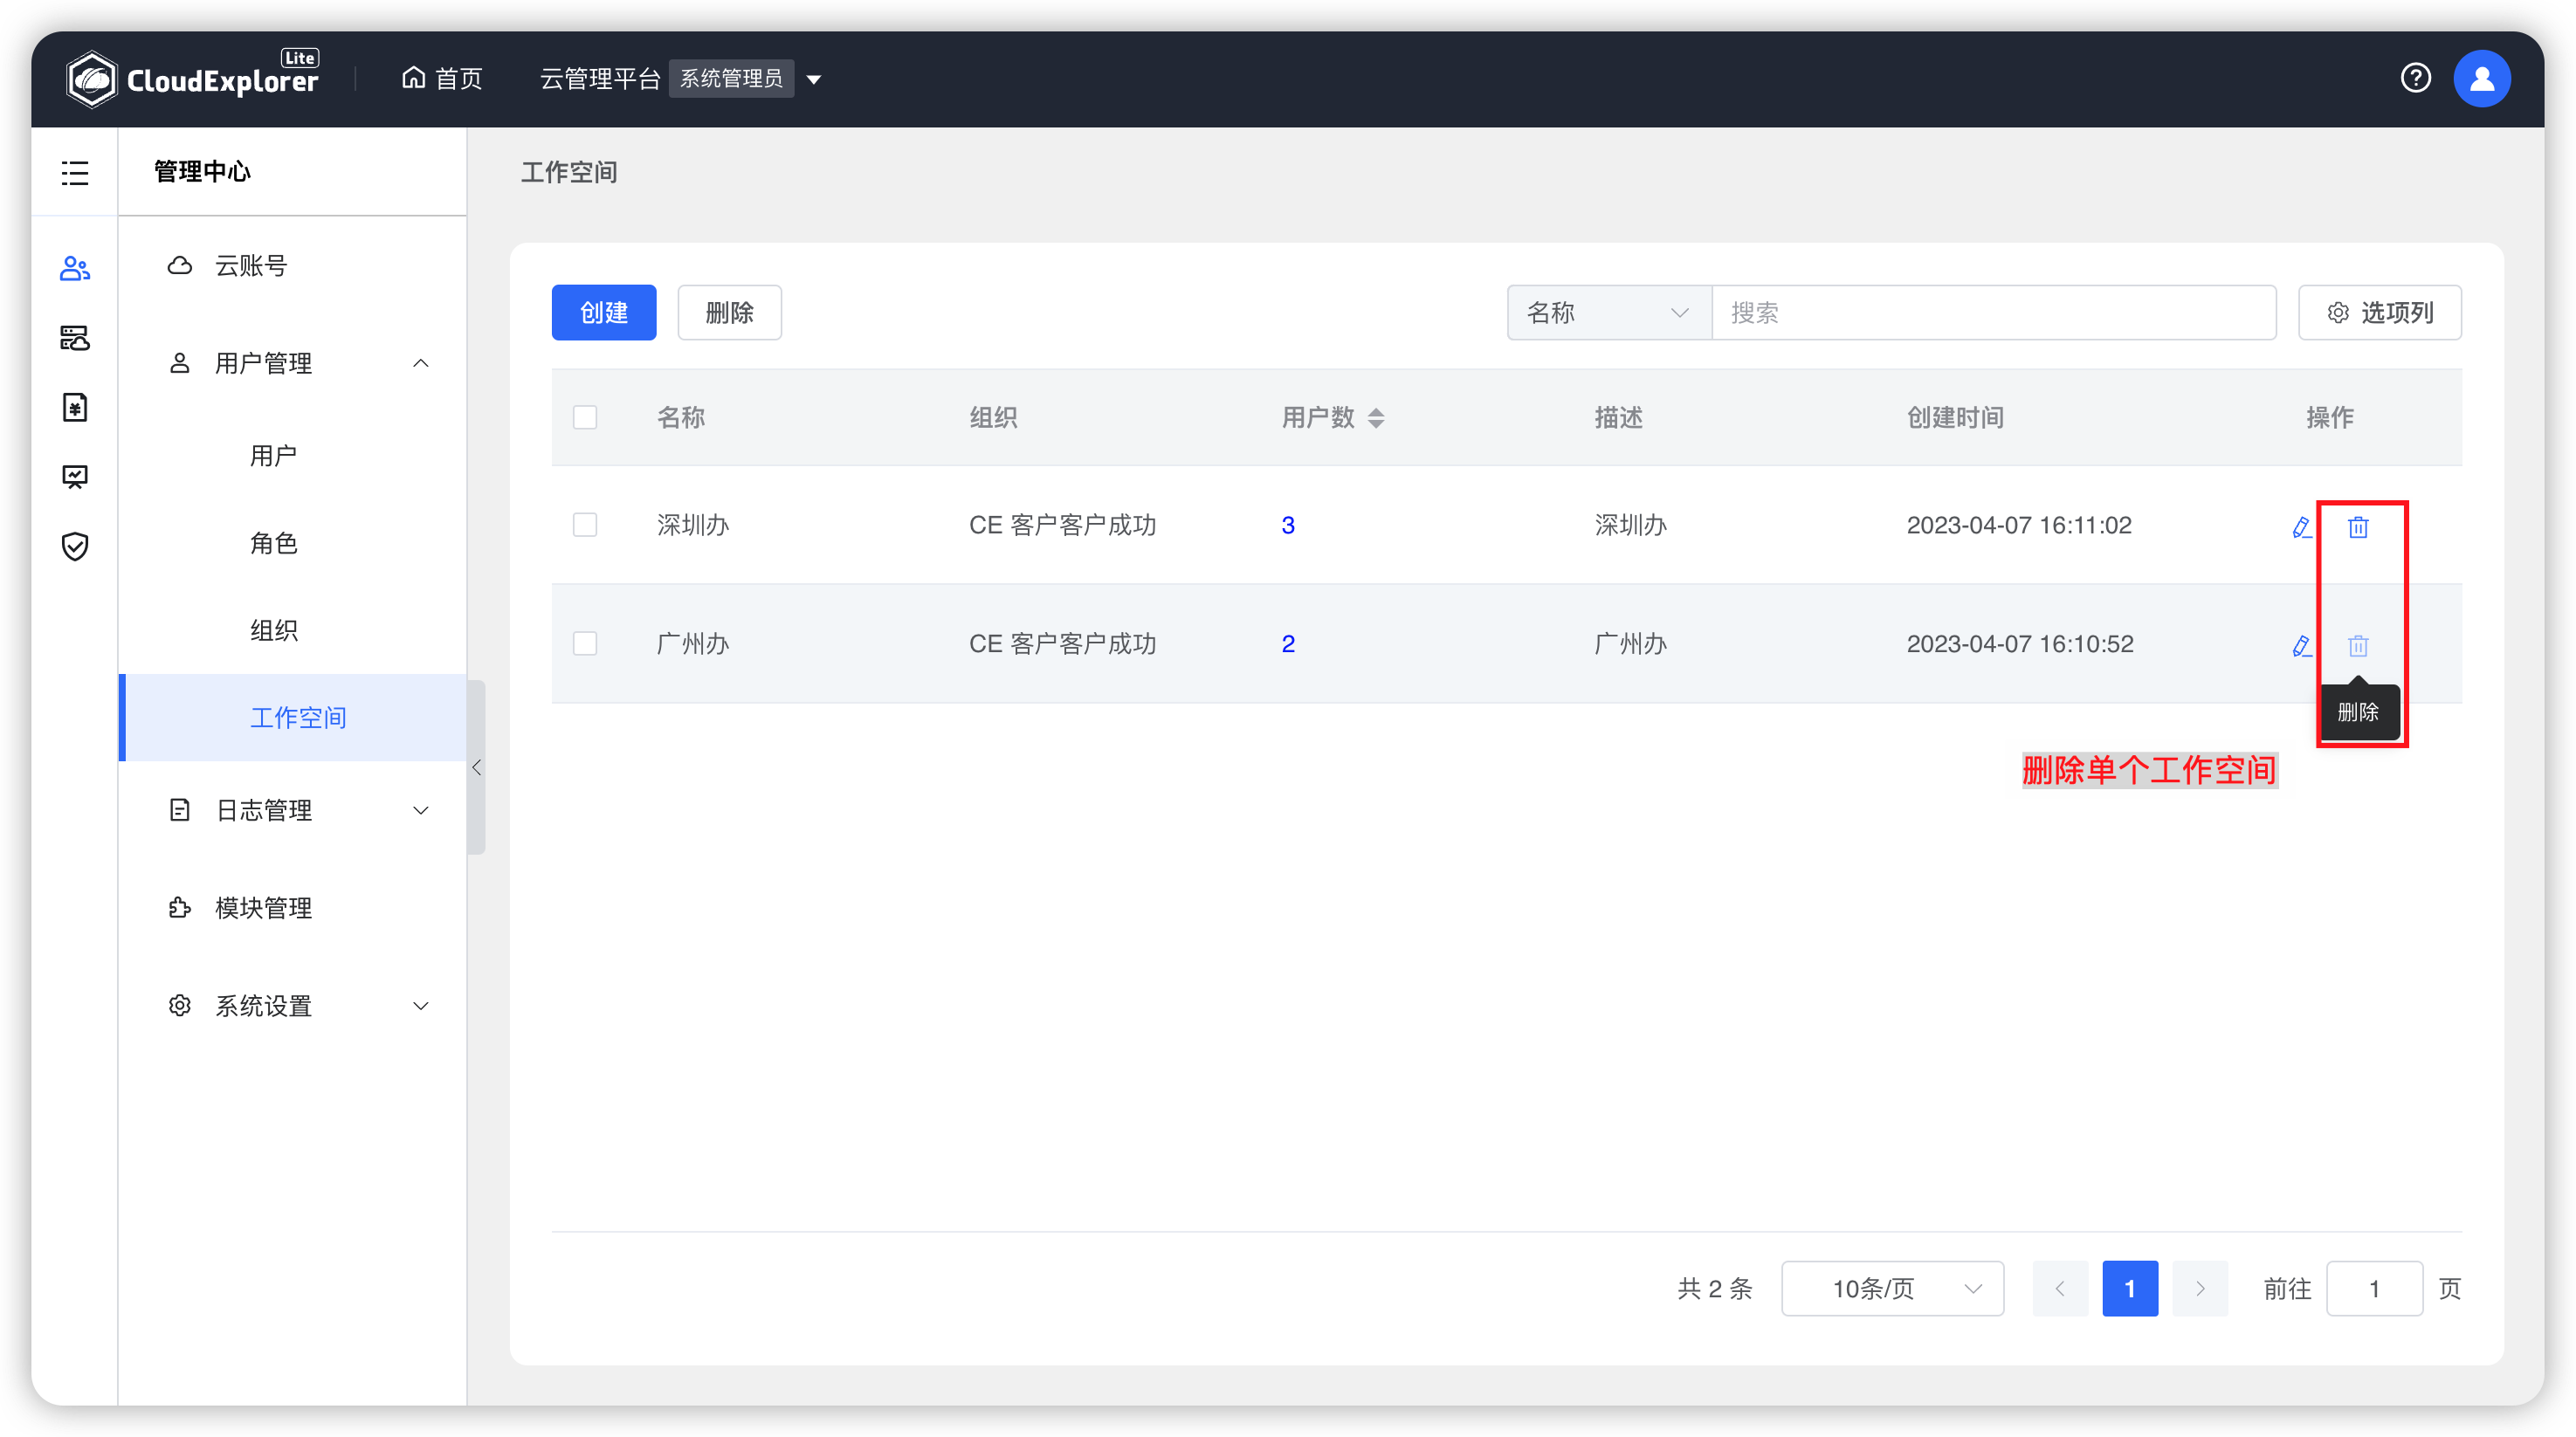 CloudExplorer Lite
首页
云管理平台 系统管理员
管理中心
云账号
用户管理
用户
角色
组织
工作空间
日志管理
模块管理
系统设置
工作空间
创建 删除 名称 搜索 选项列
名称 组织 用户数 描述 创建时间 操作
深圳办 CE 客户客户成功 3 深圳办 2023-04-07 16:11:02
广州办 CE 客户客户成功 2 广州办 2023-04-07 16:10:52
删除
删除单个工作空间
共 2 条 10条/页 1 前往 1 页